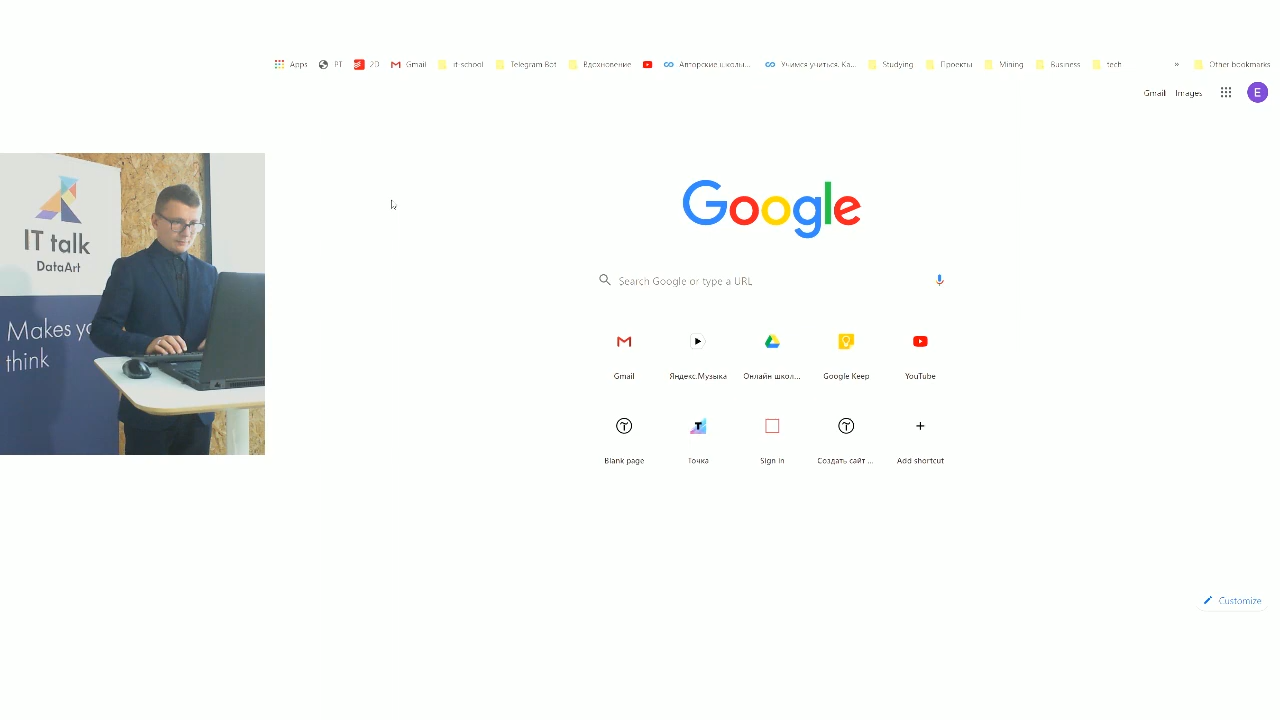 Apps PT 2D Gmail it-school Telegram Bot Вдохновение Авторские школы... Учимся учиться. Ка... Studying Проекты Mining Business tech » Other bookmarks
Gmail Images E
IT talk
DataArt
Makes yo
think
Google
Search Google or type a URL
Gmail Яндекс.Музыка Онлайн школ... Google Keep YouTube
Blank page Точка Sign in Создать сайт ... Add shortcut
Customize